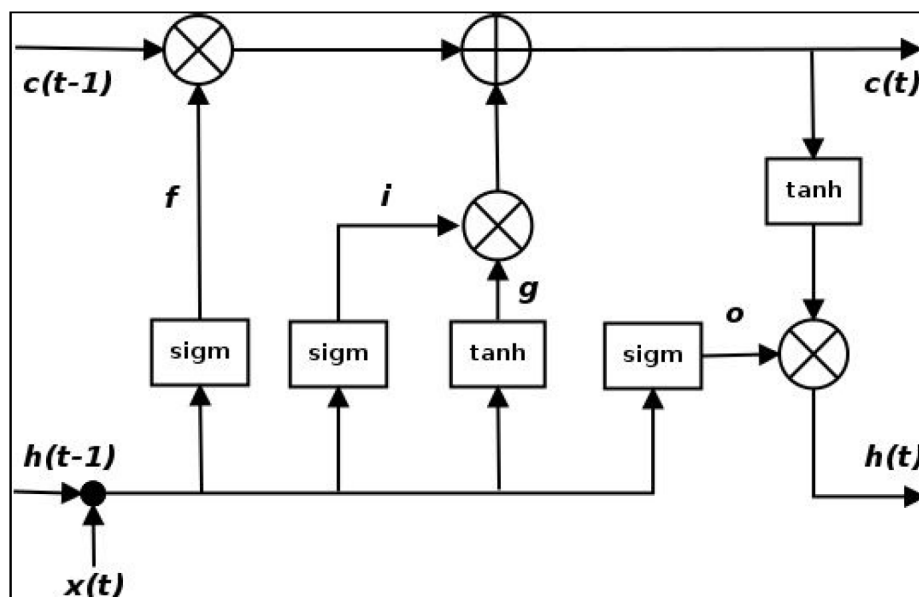 c(t-1)
c(t)
tanh
f
i
g
o
sigm
sigm
tanh
sigm
h(t-1)
h(t)
x(t)